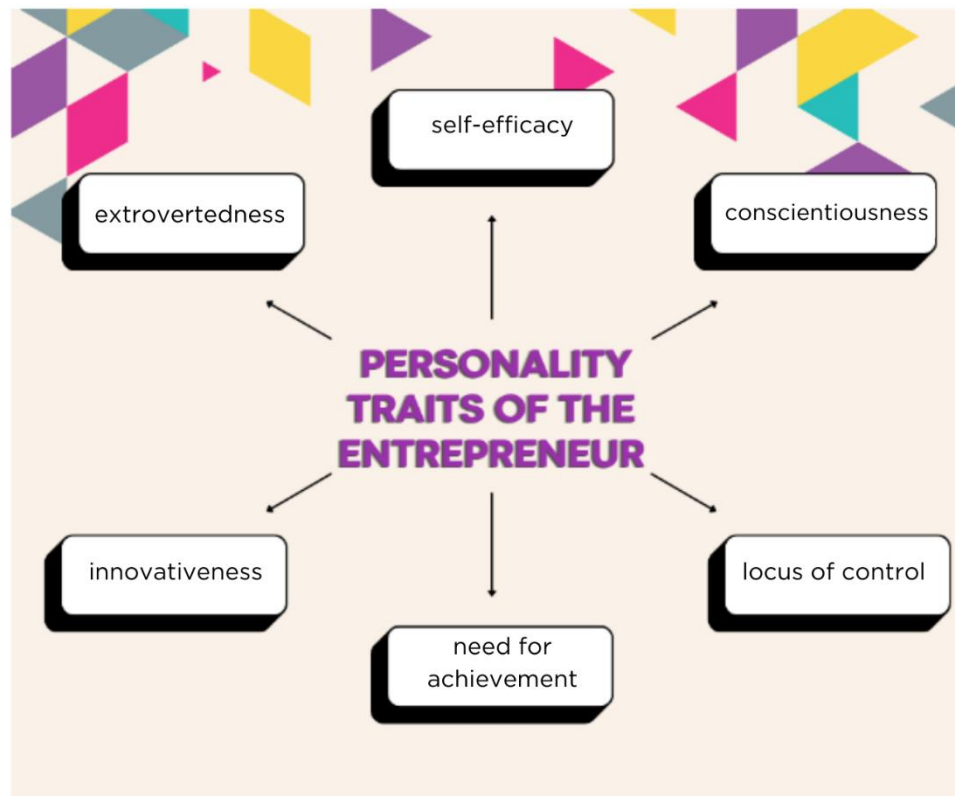 self-efficacy
extrovertedness
conscientiousness
PERSONALITY
TRAITS OF THE
ENTREPRENEUR
innovativeness
locus of control
need for
achievement